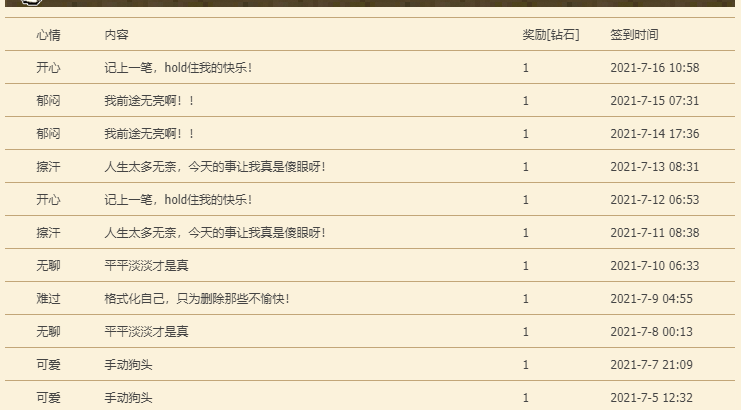 心情 内容 奖励[钻石] 签到时间
开心 记上一笔，hold住我的快乐！ 1 2021-7-16 10:58
郁闷 我前途无亮啊！！ 1 2021-7-15 07:31
郁闷 我前途无亮啊！！ 1 2021-7-14 17:36
擦汗 人生太多无奈，今天的事让我真是傻眼呀！ 1 2021-7-13 08:31
开心 记上一笔，hold住我的快乐！ 1 2021-7-12 06:53
擦汗 人生太多无奈，今天的事让我真是傻眼呀！ 1 2021-7-11 08:38
无聊 平平淡淡才是真 1 2021-7-10 06:33
难过 格式化自己，只为删除那些不愉快！ 1 2021-7-9 04:55
无聊 平平淡淡才是真 1 2021-7-8 00:13
可爱 手动狗头 1 2021-7-7 21:09
可爱 手动狗头 1 2021-7-5 12:32